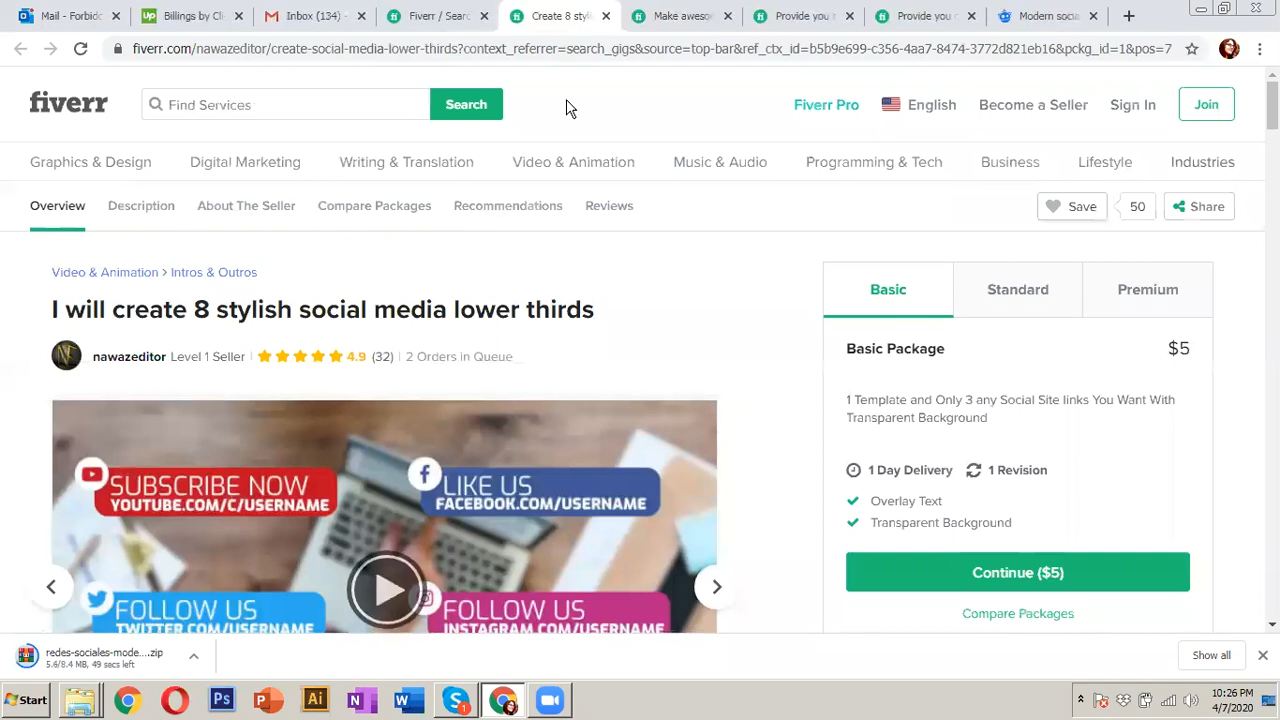 Mail - Forbid
Billings by Cl
Inbox (134) -
Fiverr / Sear
Create 8 styl
Make aweso
Provide you
Provide you
Modern socia
fiverr.com/nawazeditor/create-social-media-lower-thirds?context_referrer=search_gigs&source=top-bar&ref_ctx_id=b5b9e699-c356-4aa7-8474-3772d821eb16&pckg_id=1&pos=7
fiverr
Find Services
Search
Fiverr Pro
English
Become a Seller
Sign In
Join
Graphics & Design
Digital Marketing
Writing & Translation
Video & Animation
Music & Audio
Programming & Tech
Business
Lifestyle
Industries
Overview
Description
About The Seller
Compare Packages
Recommendations
Reviews
Save
50
Share
Video & Animation > Intros & Outros
I will create 8 stylish social media lower thirds
nawazeditor Level 1 Seller 4.9 (32) 2 Orders in Queue
SUBSCRIBE NOW
YOUTUBE.COM/C/USERNAME
LIKE US
FACEBOOK.COM/USERNAME
FOLLOW US
TWITTER.COM/USERNAME
FOLLOW US
INSTAGRAM.COM/USERNAME
Basic
Standard
Premium
Basic Package
$5
1 Template and Only 3 any Social Site links You Want With
Transparent Background
1 Day Delivery
1 Revision
Overlay Text
Transparent Background
Continue ($5)
Compare Packages
redes-sociales-mode....zip
5.6/8.4 MB, 49 secs left
Show all
Start
Ps
Ai
10:26 PM
4/7/2020